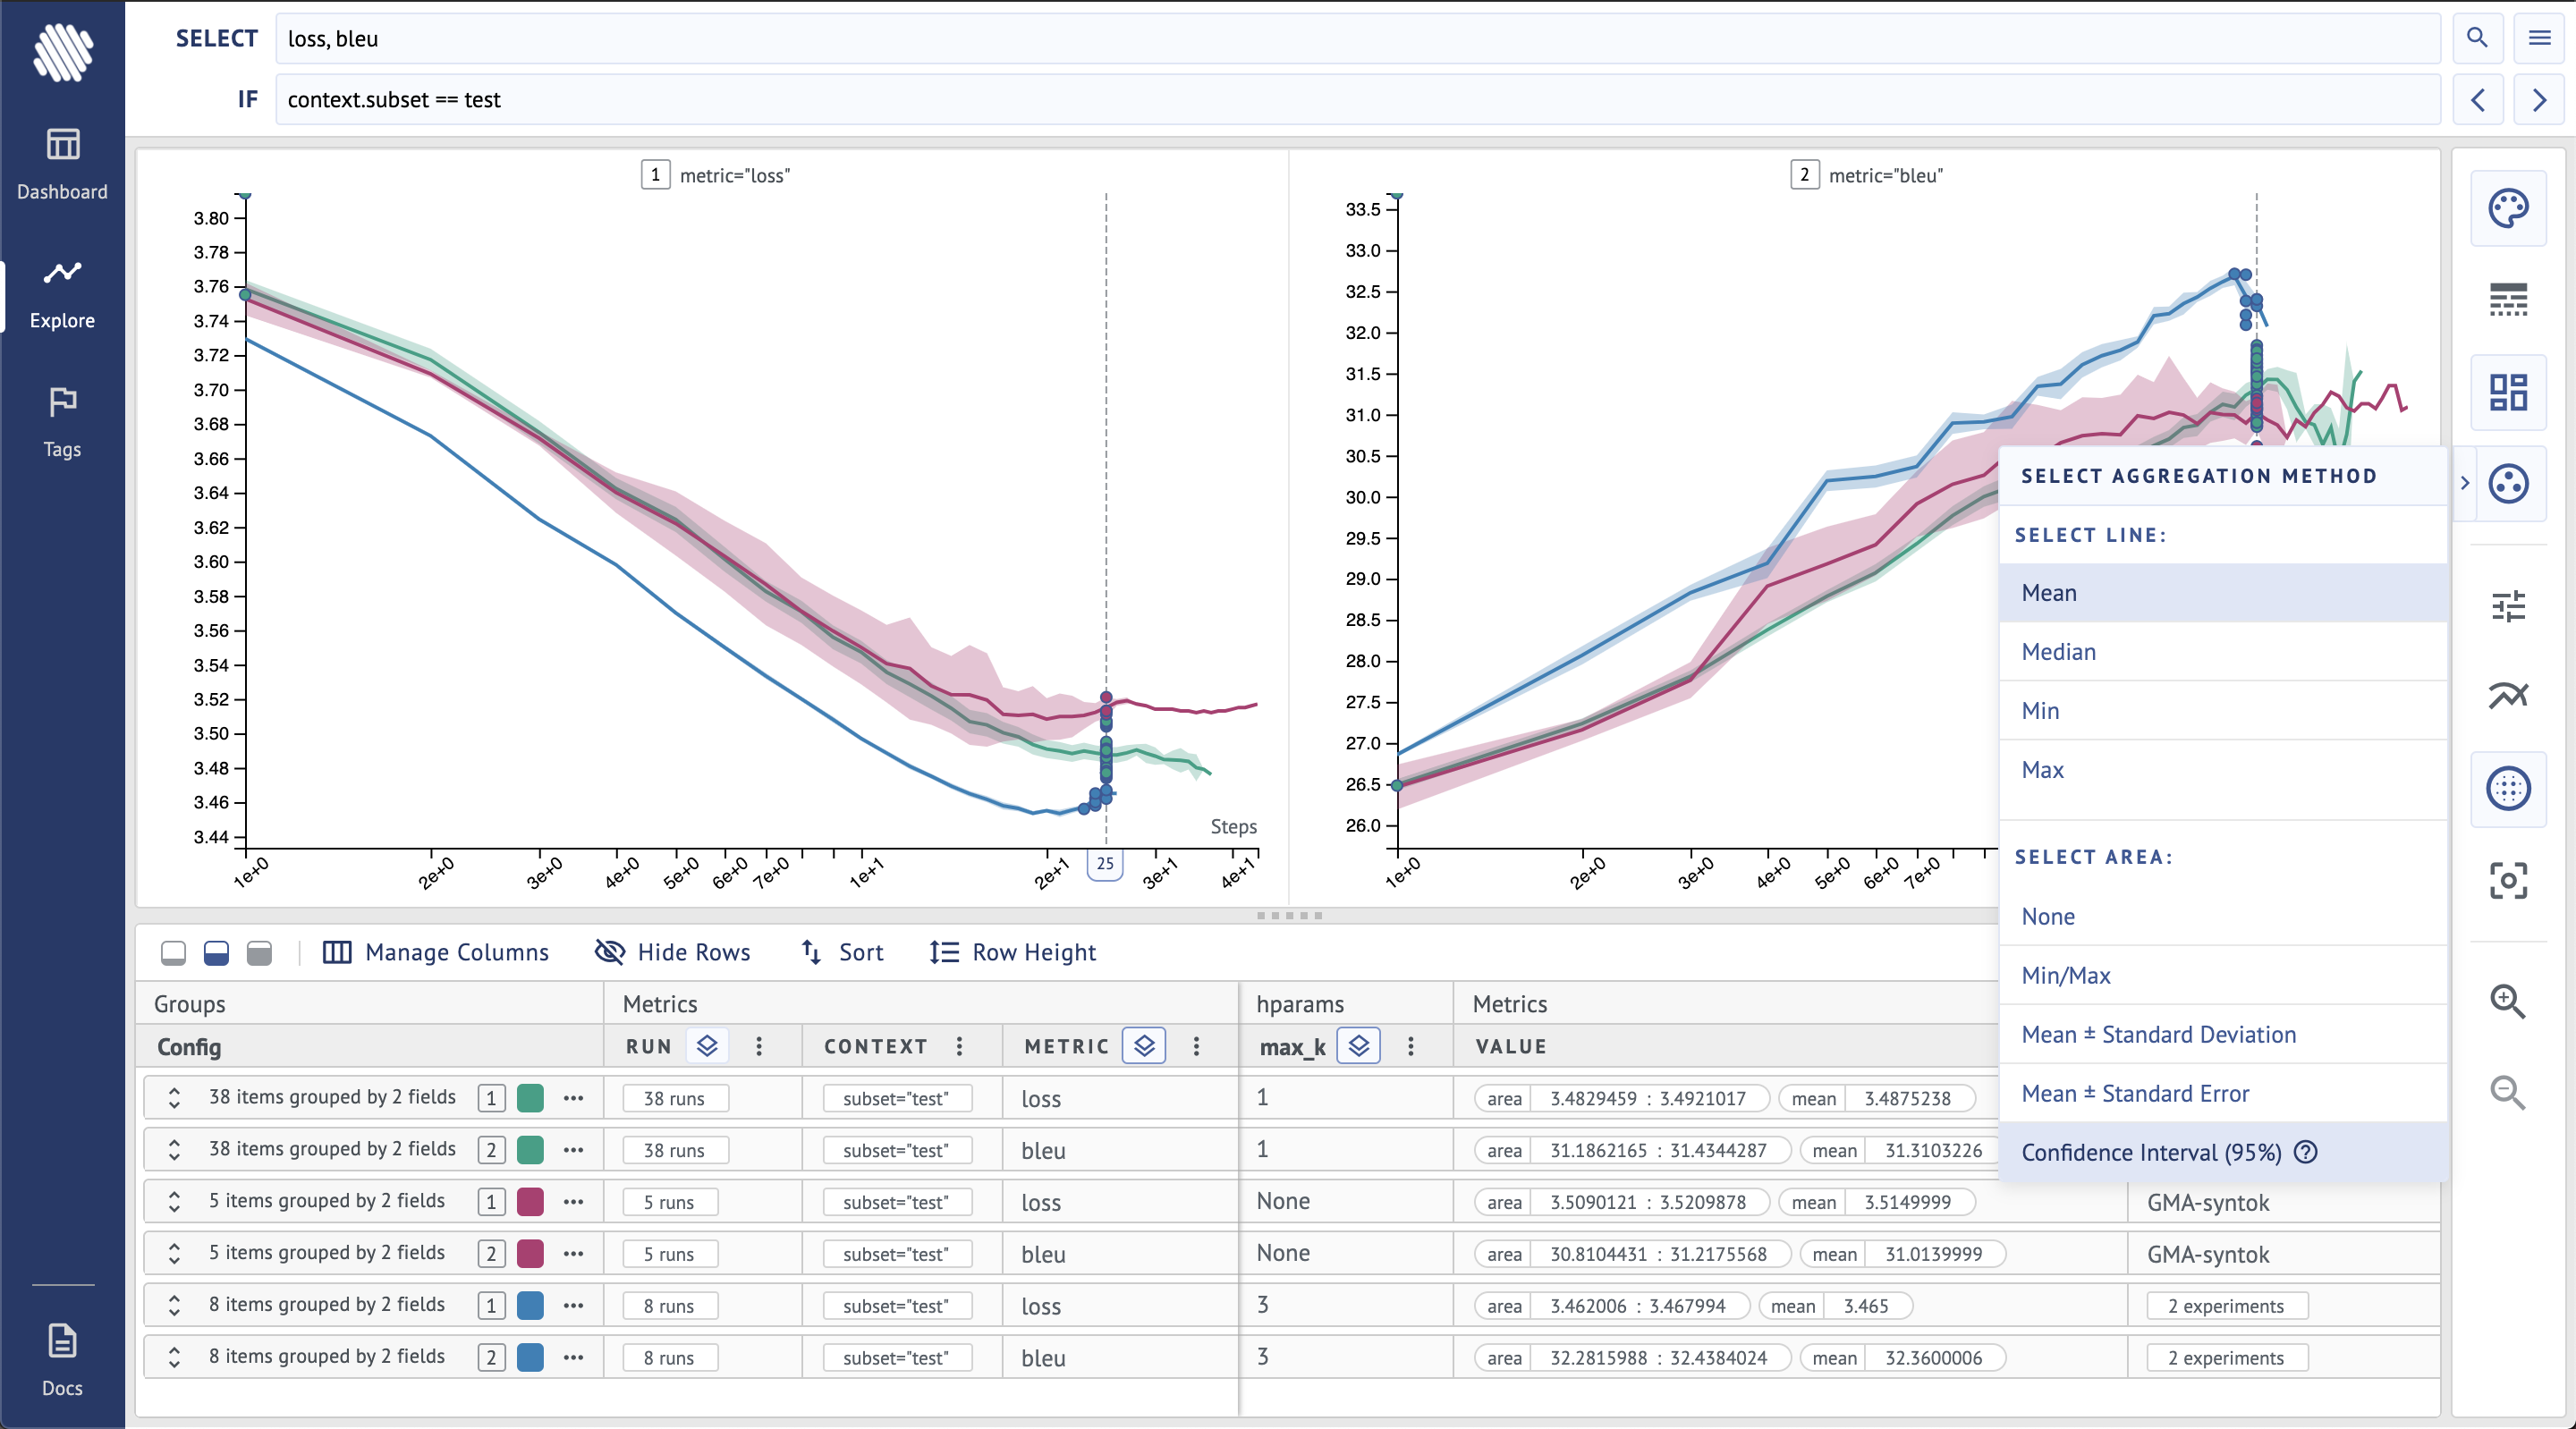 SELECT loss, bleu
IF context.subset == test
Dashboard
Explore
Tags
Docs
1 metric="loss"
3.80
3.78
3.76
3.74
3.72
3.70
3.68
3.66
3.64
3.62
3.60
3.58
3.56
3.54
3.52
3.50
3.48
3.46
3.44
Steps
1e+0 2e+0 3e+0 4e+0 5e+0 6e+0 7e+0 1e+1 2e+1 25 3e+1 4e+1
2 metric="bleu"
33.5
33.0
32.5
32.0
31.5
31.0
30.5
30.0
29.5
29.0
28.5
28.0
27.5
27.0
26.5
26.0
1e+0 2e+0 3e+0 4e+0 5e+0 6e+0 7e+0
SELECT AGGREGATION METHOD
SELECT LINE:
Mean
Median
Min
Max
SELECT AREA:
None
Min/Max
Mean ± Standard Deviation
Mean ± Standard Error
Confidence Interval (95%) ?
Manage Columns Hide Rows Sort Row Height
Groups Metrics hparams Metrics
Config RUN CONTEXT METRIC max_k VALUE
38 items grouped by 2 fields 1 38 runs subset="test" loss 1 area 3.4829459 : 3.4921017 mean 3.4875238
38 items grouped by 2 fields 2 38 runs subset="test" bleu 1 area 31.1862165 : 31.4344287 mean 31.3103226
5 items grouped by 2 fields 1 5 runs subset="test" loss None area 3.5090121 : 3.5209878 mean 3.5149999 GMA-syntok
5 items grouped by 2 fields 2 5 runs subset="test" bleu None area 30.8104431 : 31.2175568 mean 31.0139999 GMA-syntok
8 items grouped by 2 fields 1 8 runs subset="test" loss 3 area 3.462006 : 3.467994 mean 3.465 2 experiments
8 items grouped by 2 fields 2 8 runs subset="test" bleu 3 area 32.2815988 : 32.4384024 mean 32.3600006 2 experiments